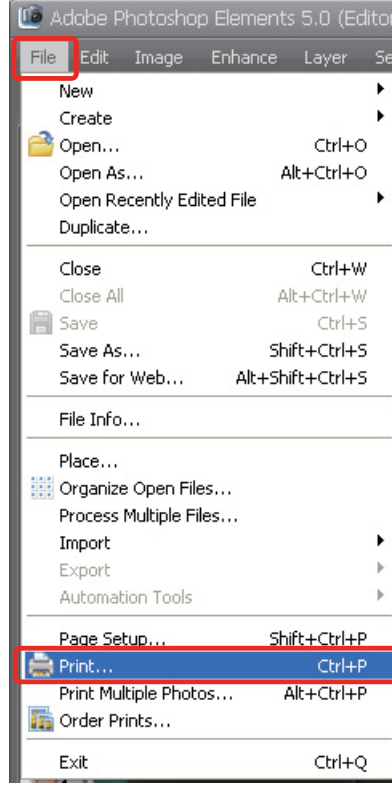 Adobe Photoshop Elements 5.0 (Editor
File Edit Image Enhance Layer Se
New
Create
Open... Ctrl+O
Open As... Alt+Ctrl+O
Open Recently Edited File
Duplicate...
Close Ctrl+W
Close All Alt+Ctrl+W
Save Ctrl+S
Save As... Shift+Ctrl+S
Save for Web... Alt+Shift+Ctrl+S
File Info...
Place...
Organize Open Files...
Process Multiple Files...
Import
Export
Automation Tools
Page Setup... Shift+Ctrl+P
Print... Ctrl+P
Print Multiple Photos... Alt+Ctrl+P
Order Prints...
Exit Ctrl+Q